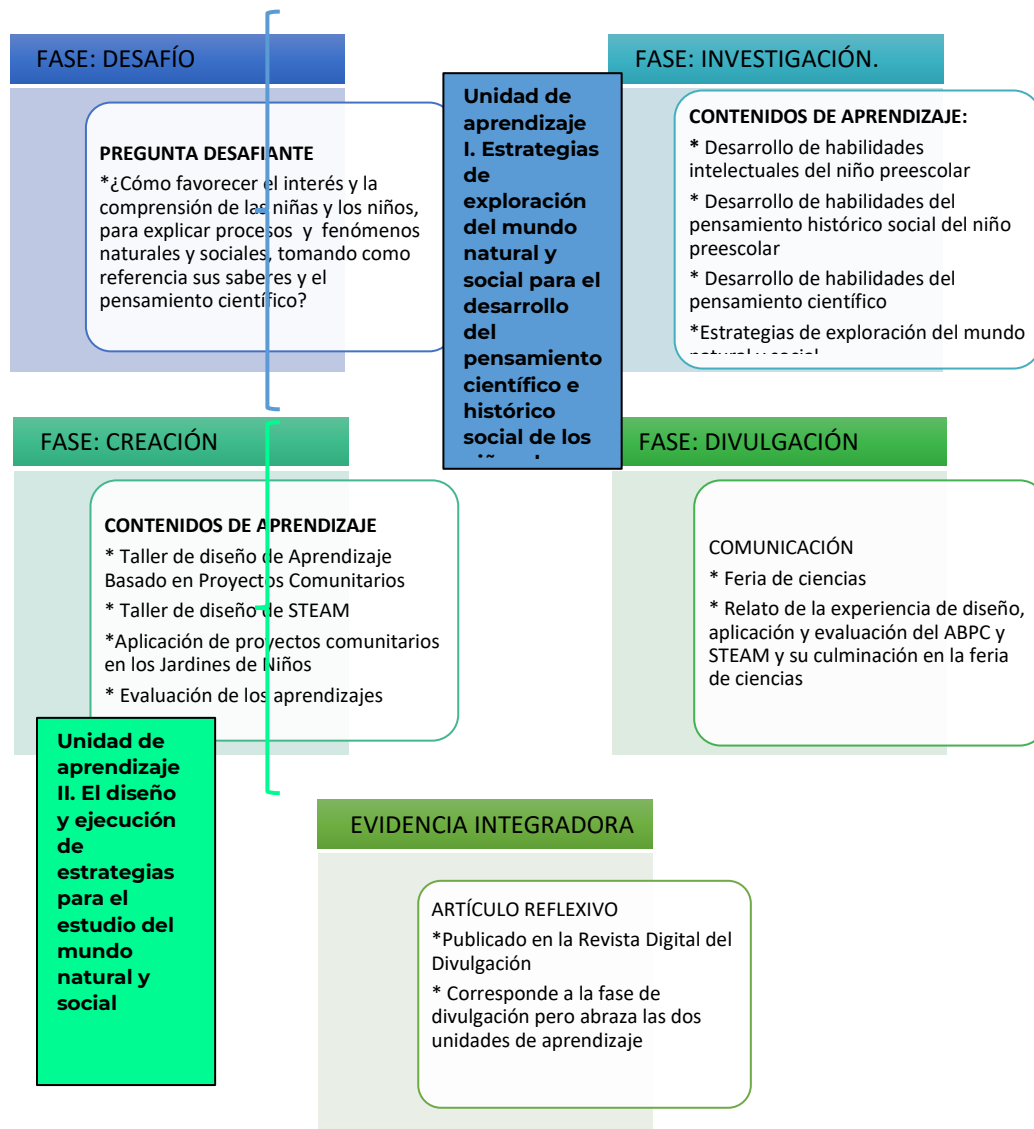 FASE: DESAFÍO
PREGUNTA DESAFIANTE
*¿Cómo favorecer el interés y la
comprensión de las niñas y los niños,
para explicar procesos y fenómenos
naturales y sociales, tomando como
referencia sus saberes y el
pensamiento científico?
Unidad de
aprendizaje
I. Estrategias
de
exploración
del mundo
natural y
social para el
desarrollo
del
pensamiento
científico e
histórico
social de los
FASE: INVESTIGACIÓN.
CONTENIDOS DE APRENDIZAJE:
* Desarrollo de habilidades
intelectuales del niño preescolar
* Desarrollo de habilidades del
pensamiento histórico social del niño
preescolar
* Desarrollo de habilidades del
pensamiento científico
*Estrategias de exploración del mundo
natural y social
FASE: CREACIÓN
CONTENIDOS DE APRENDIZAJE
* Taller de diseño de Aprendizaje
Basado en Proyectos Comunitarios
* Taller de diseño de STEAM
*Aplicación de proyectos comunitarios
en los Jardines de Niños
* Evaluación de los aprendizajes
Unidad de
aprendizaje
II. El diseño
y ejecución
de
estrategias
para el
estudio del
mundo
natural y
social
FASE: DIVULGACIÓN
COMUNICACIÓN
* Feria de ciencias
* Relato de la experiencia de diseño,
aplicación y evaluación del ABPC y
STEAM y su culminación en la feria
de ciencias
EVIDENCIA INTEGRADORA
ARTÍCULO REFLEXIVO
*Publicado en la Revista Digital del
Divulgación
* Corresponde a la fase de
divulgación pero abraza las dos
unidades de aprendizaje